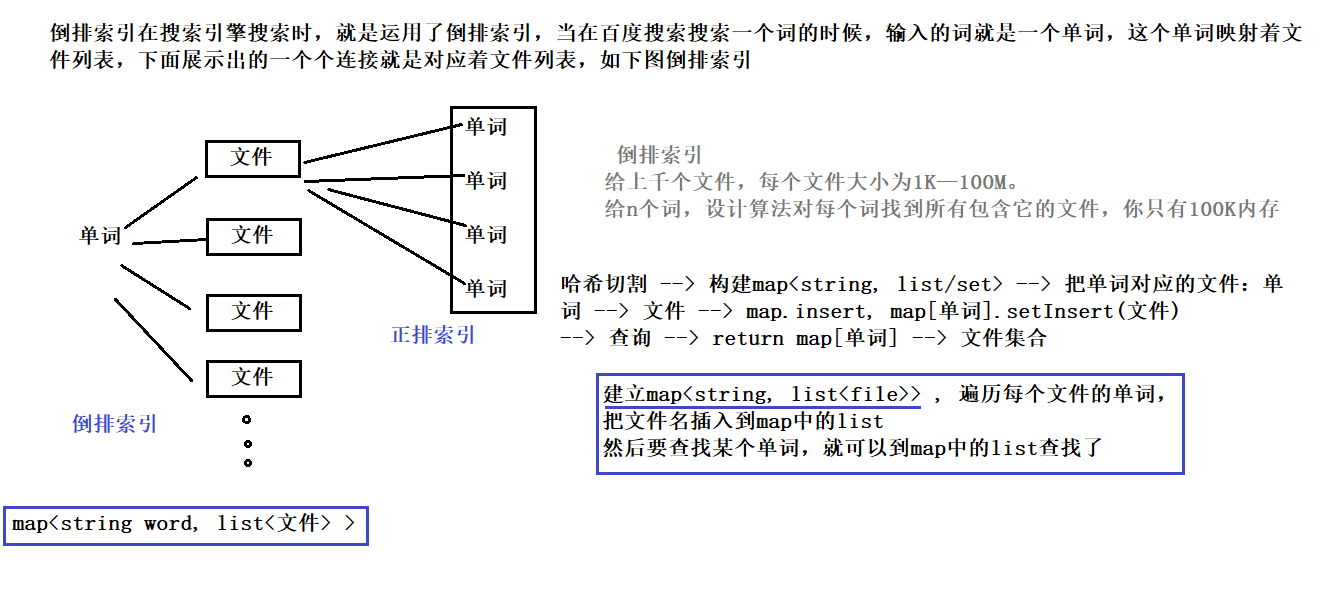 倒排索引在搜索引擎搜索时，就是运用了倒排索引，当在百度搜索搜索一个词的时候，输入的词就是一个单词，这个单词映射着文
件列表，下面展示出的一个个连接就是对应着文件列表，如下图倒排索引
单词
文件
文件
文件
文件
倒排索引
单词
单词
单词
单词
正排索引
map<string word, list<文件> >
倒排索引
给上千个文件，每个文件大小为1K—100M。
给n个词，设计算法对每个词找到所有包含它的文件，你只有100K内存
哈希切割 --> 构建map<string, list/set> --> 把单词对应的文件：单
词 --> 文件 --> map.insert, map[单词].setInsert(文件)
--> 查询 --> return map[单词] --> 文件集合
建立map<string, list<file>> , 遍历每个文件的单词，
把文件名插入到map中的list
然后要查找某个单词，就可以到map中的list查找了